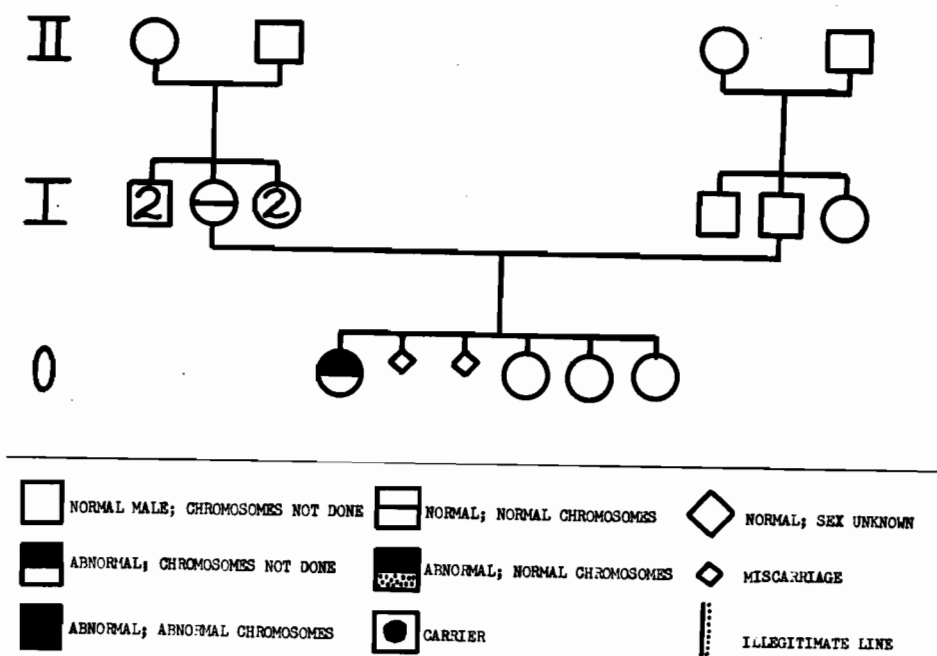 II
I
2
2
0
NORMAL MALE; CHROMOSOMES NOT DONE
NORMAL; NORMAL CHROMOSOMES
NORMAL; SEX UNKNOWN
ABNORMAL; CHROMOSOMES NOT DONE
ABNORMAL; NORMAL CHROMOSOMES
MISCARRIAGE
ABNORMAL; ABNORMAL CHROMOSOMES
CARRIER
ILLEGITIMATE LINE